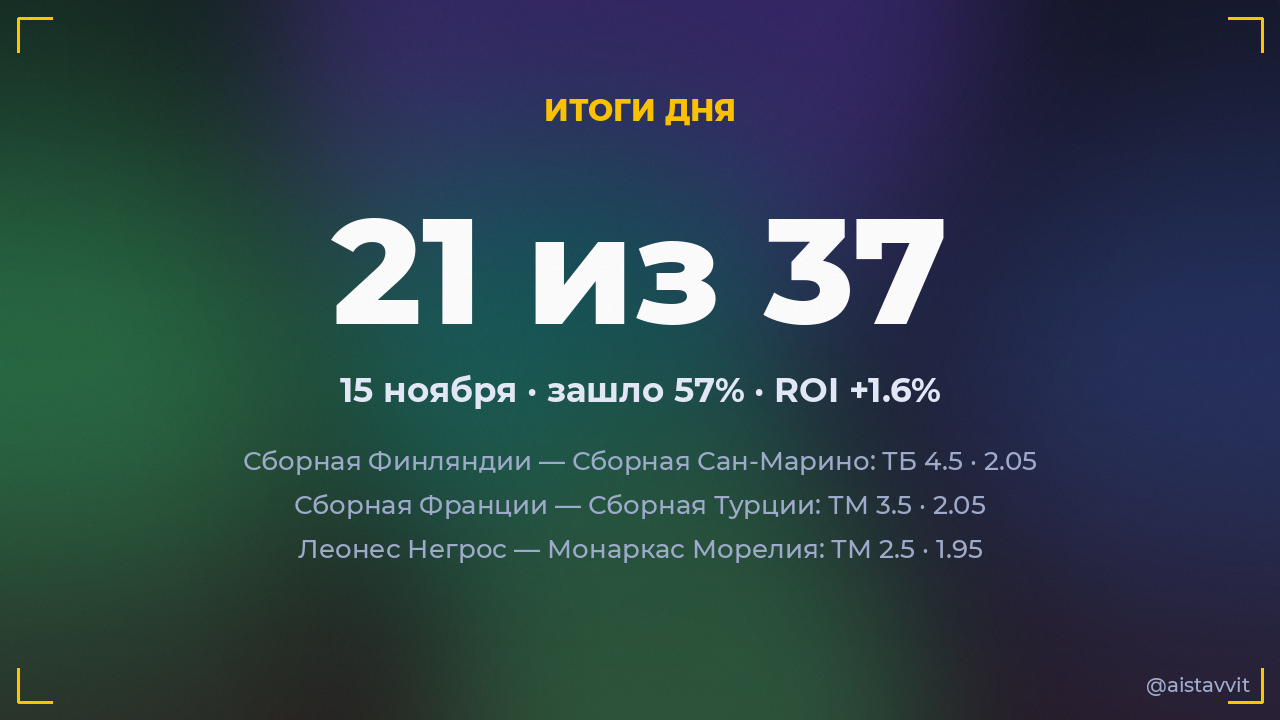 ИТОГИ ДНЯ
21 из 37
15 ноября · зашло 57% · ROI +1.6%
Сборная Финляндии — Сборная Сан-Марино: ТБ 4.5 · 2.05
Сборная Франции — Сборная Турции: ТМ 3.5 · 2.05
Леонес Негрос — Монаркас Морелия: ТМ 2.5 · 1.95
@aistavvit